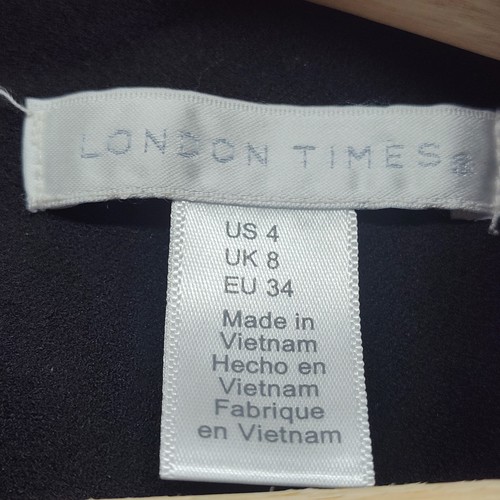 LONDON TIMES
US 4
UK 8
EU 34
Made in
Vietnam
Hecho en
Vietnam
Fabrique
en Vietnam